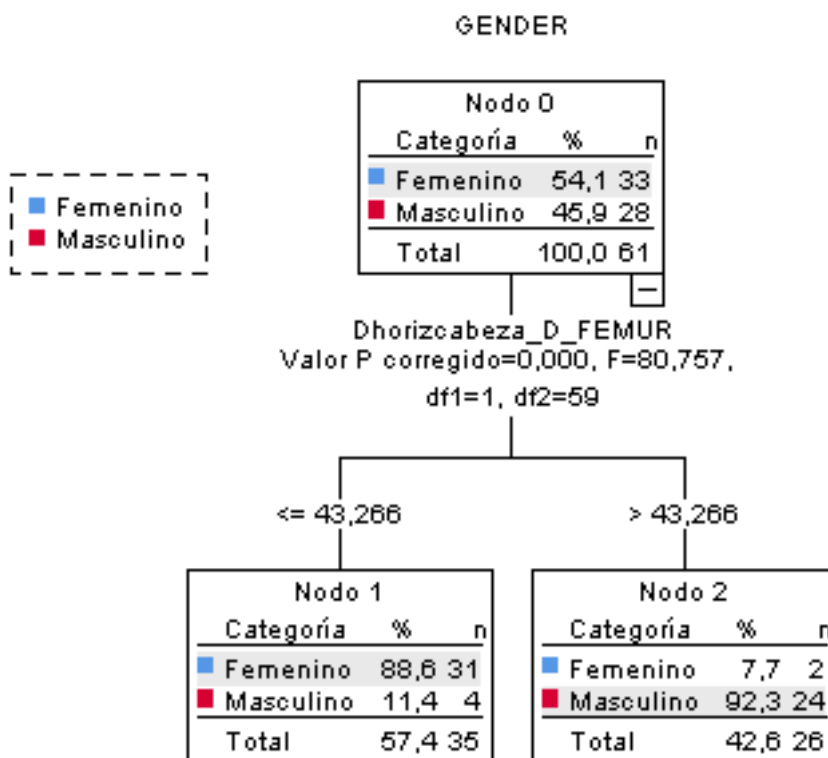 GENDER
Nodo 0
Categoría % n
Femenino 54,1 33
Masculino 45,9 28
Total 100,0 61
Femenino
Masculino
Dhorizcabeza_D_FEMUR
Valor P corregido=0,000, F=80,757,
df1=1, df2=59
<= 43,266
> 43,266
Nodo 1
Categoría % n
Femenino 88,6 31
Masculino 11,4 4
Total 57,4 35
Nodo 2
Categoría % n
Femenino 7,7 2
Masculino 92,3 24
Total 42,6 26